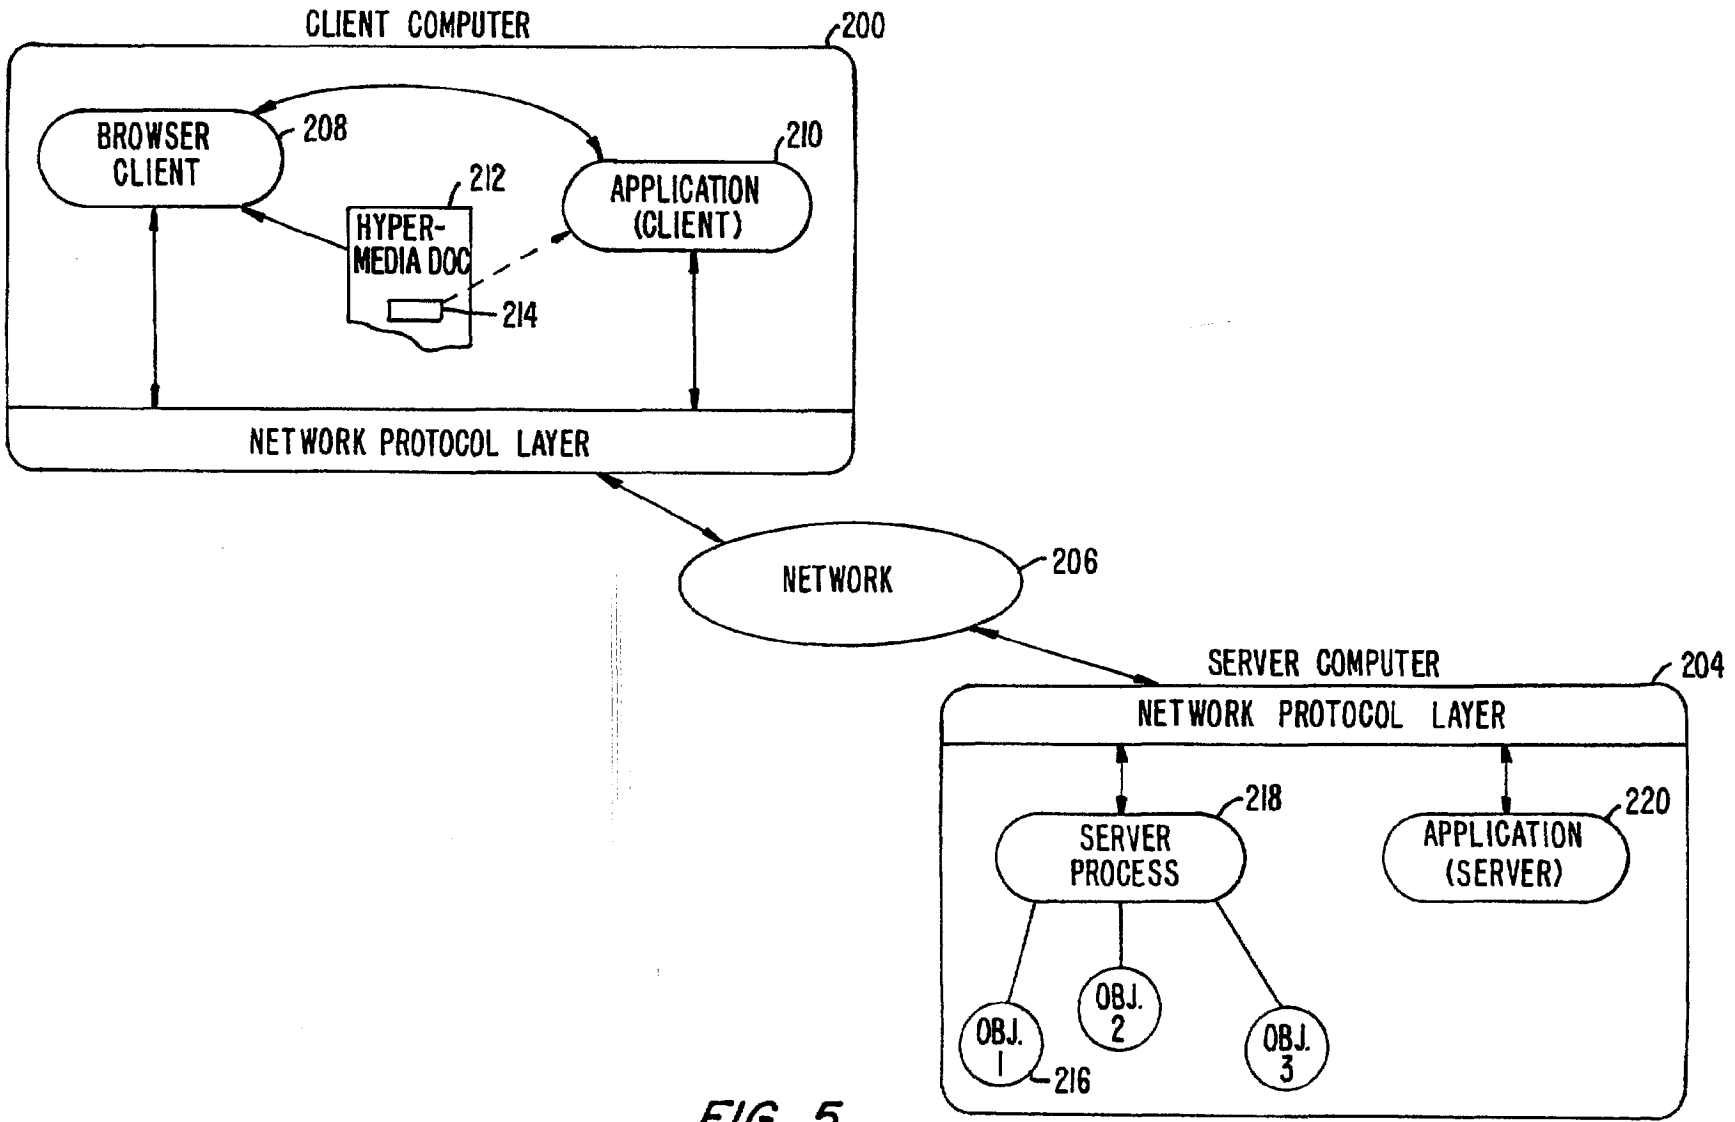 CLIENT COMPUTER
200
BROWSER
CLIENT
208
210
APPLICATION
(CLIENT)
212
HYPER-
MEDIA DOC
214
NETWORK PROTOCOL LAYER
NETWORK
206
SERVER COMPUTER
204
NETWORK PROTOCOL LAYER
218
SERVER
PROCESS
220
APPLICATION
(SERVER)
OBJ.
1
216
OBJ.
2
OBJ.
3
FIG. 5